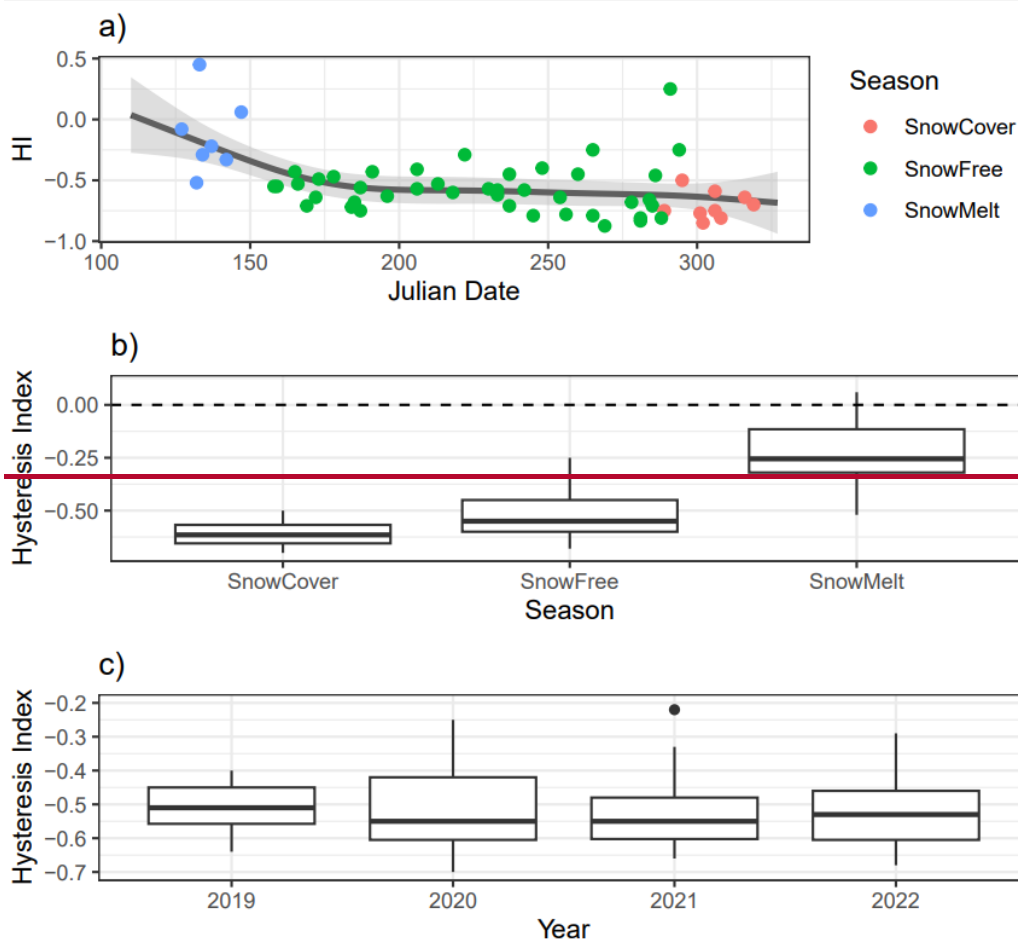 a)
HI
0.5
0.0
−0.5
−1.0
100 150 200 250 300
Julian Date
Season
SnowCover
SnowFree
SnowMelt
b)
Hysteresis Index
0.00
−0.25
−0.50
SnowCover SnowFree SnowMelt
Season
c)
Hysteresis Index
−0.2
−0.3
−0.4
−0.5
−0.6
−0.7
2019 2020 2021 2022
Year